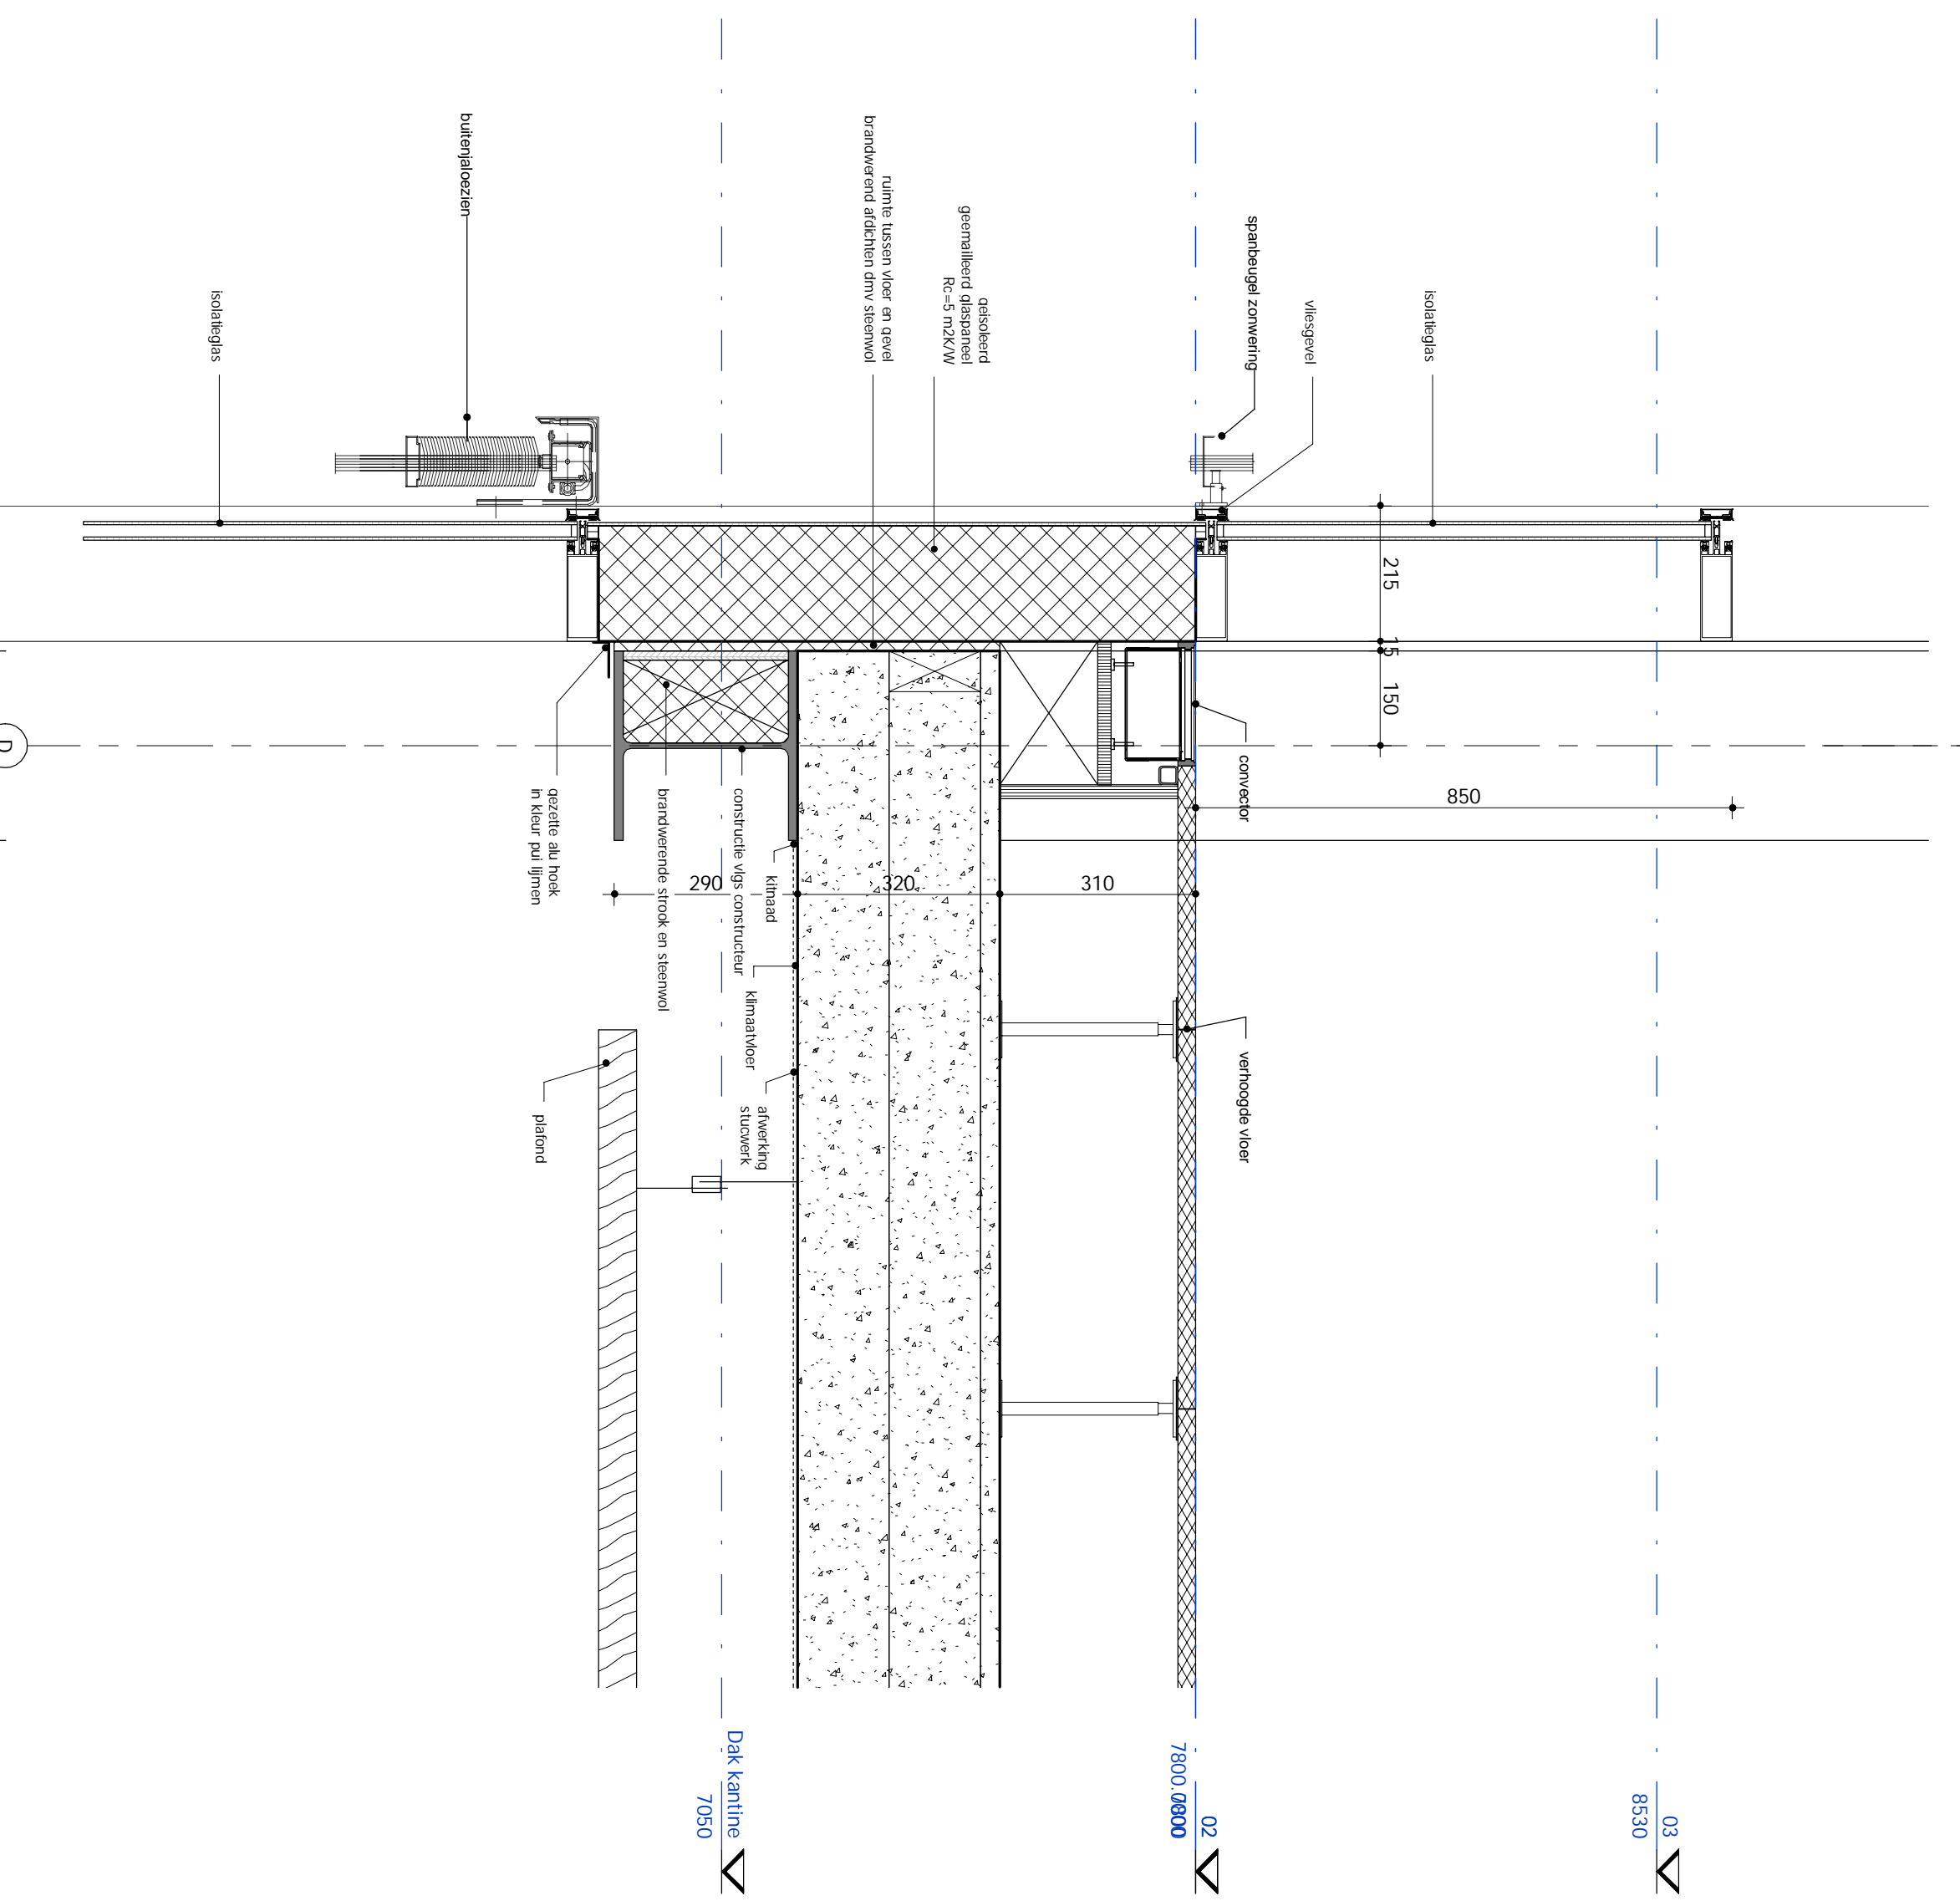 isolatieglas
vliesgevel
spanbeugel zonwering
geisoleerd
geemailleerd glaspaneel
Rc=5 m2K/W
ruimte tussen vloer en gevel
brandwerend afdichten dmv steenwol
buitenjaloezien
isolatieglas
215
15
150
850
convector
310
320
290
kitnaad
constructie vlgs constructeur
brandwerende strook en steenwol
gezette alu hoek
in kleur pui lijmen
D
verhoogde vloer
klimaatvloer
afwerking
stucwerk
plafond
03
8530
02
7800
Dak kantine
7050